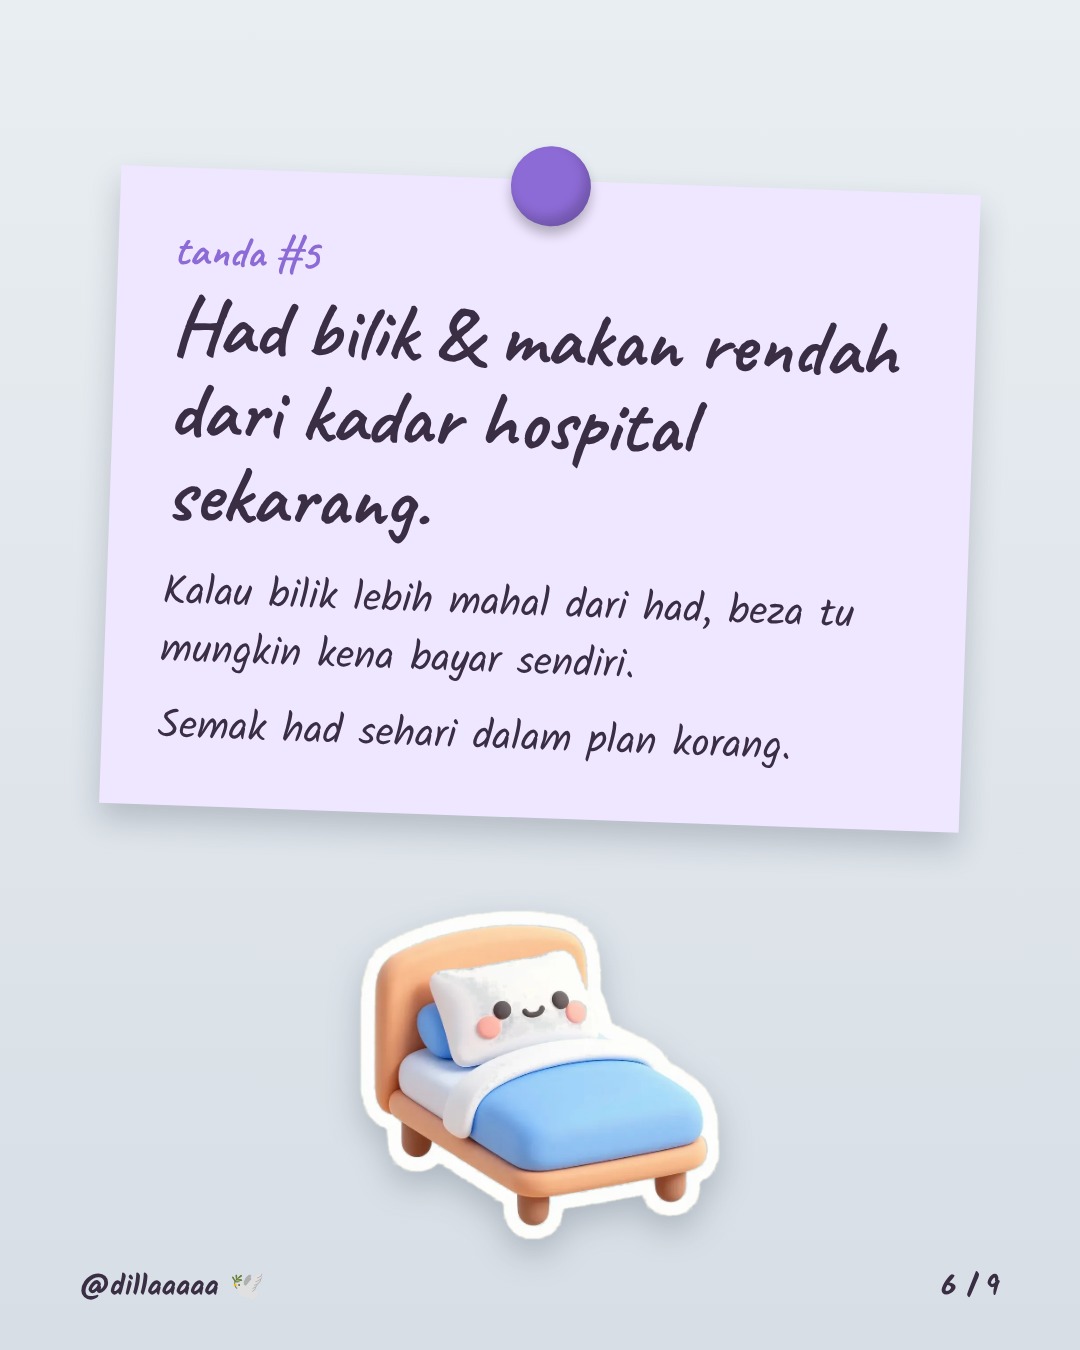 tanda #5
Had bilik & makan rendah
dari kadar hospital
sekarang.
Kalau bilik lebih mahal dari had, beza tu
mungkin kena bayar sendiri.
Semak had sehari dalam plan korang.
@dillaaaaa 🕊️
6 / 9